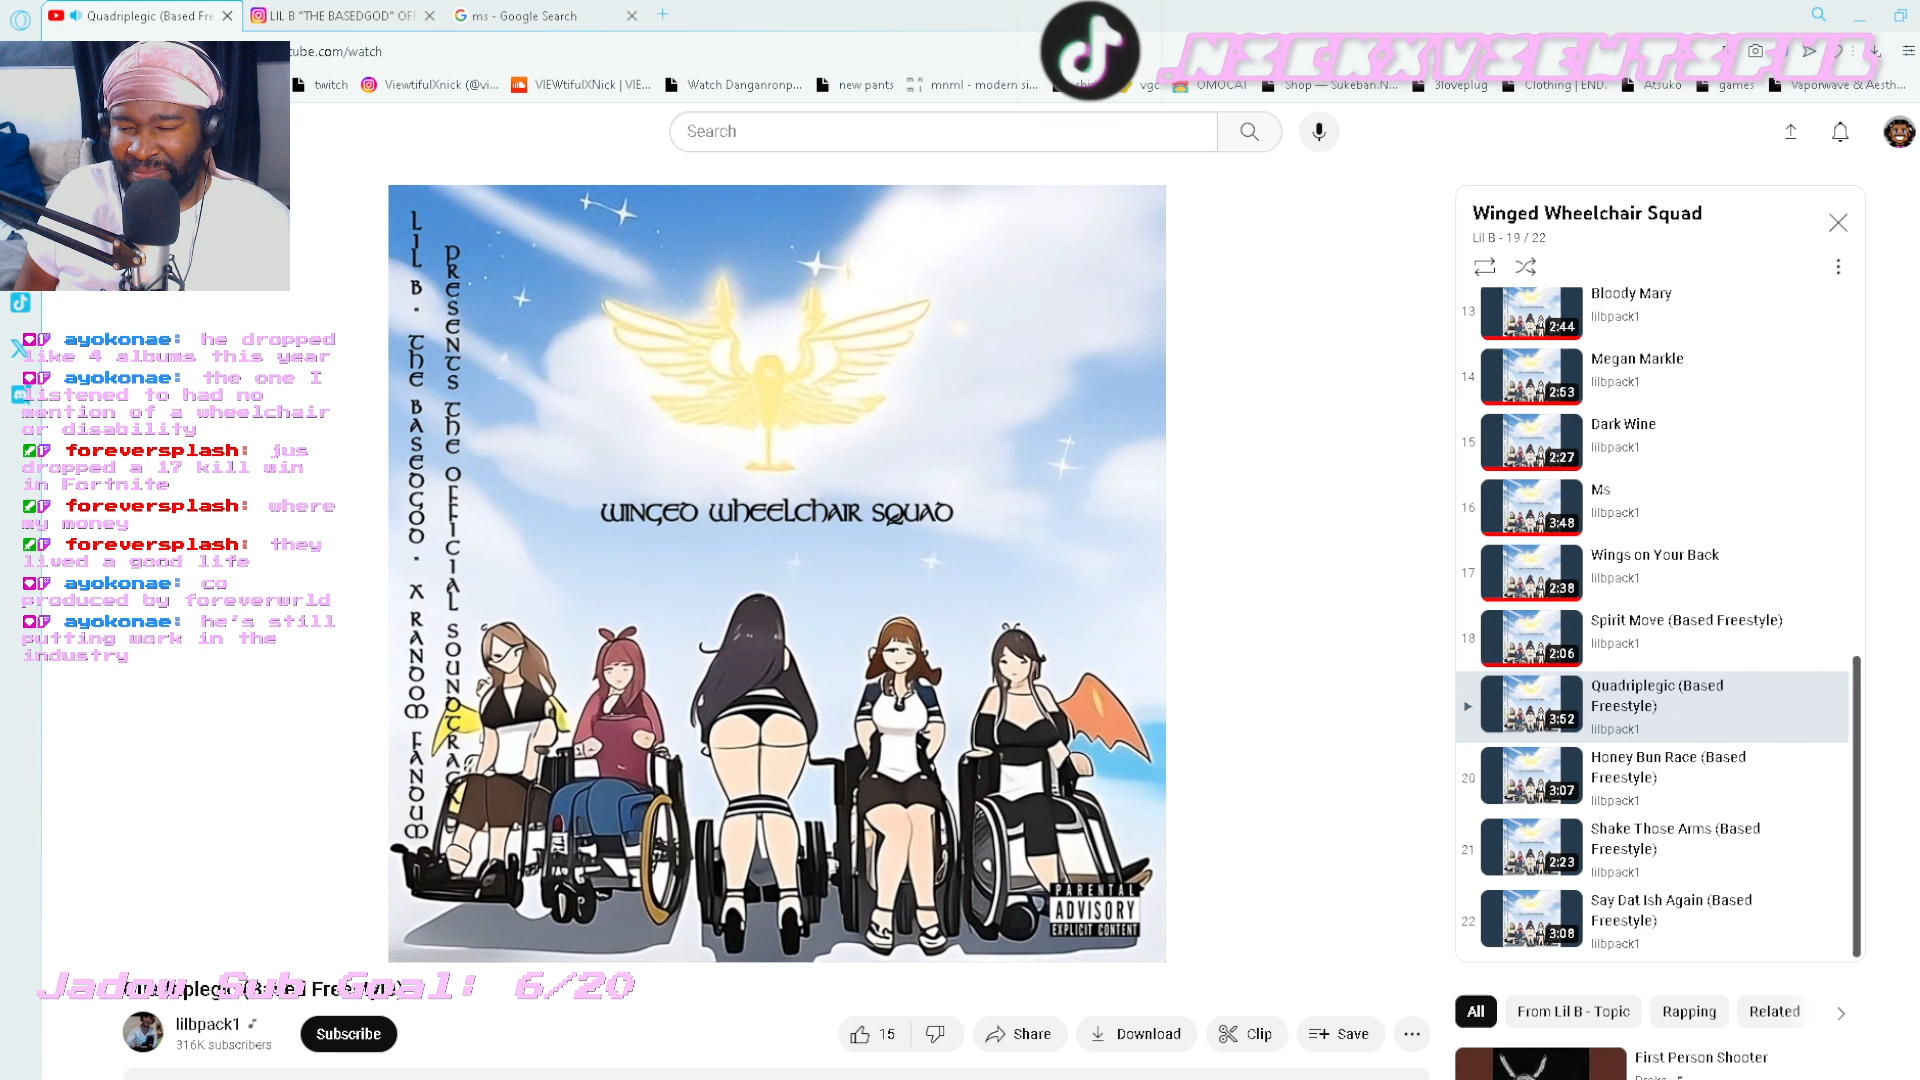 Quadriplegic (Based Fre
LIL B "THE BASEDGOD" OFF
ms - Google Search
tube.com/watch
.NICKXVIENTIFUL
twitch
ViewtifulXnick (@vi...
VIEWtifulXNick | VIE...
Watch Danganronp...
new pants
mnml - modern si...
vgc
OMOCAT
Shop — Sukeban.N...
3loveplug
Clothing | END.
Atsuko
games
Vaporwave & Aesth...
Search
LIL B · THE BASEDGOD · X RANDOM FANDUM
PRESENTS THE OFFICIAL SOUNDTRACK
WINGED WHEELCHAIR SQUAD
PARENTAL
ADVISORY
EXPLICIT CONTENT
ayokonae: he dropped
like 4 albums this year
ayokonae: the one I
listened to had no
mention of a wheelchair
or disability
foreversplash: jus
dropped a 17 kill win
in Fortnite
foreversplash: where
my money
foreversplash: they
lived a good life
ayokonae: co
produced by foreverwrld
ayokonae: he's still
putting work in the
industry
Winged Wheelchair Squad
Lil B - 19 / 22
13
2:44
Bloody Mary
lilbpack1
14
2:53
Megan Markle
lilbpack1
15
2:27
Dark Wine
lilbpack1
16
3:48
Ms
lilbpack1
17
2:38
Wings on Your Back
lilbpack1
18
2:06
Spirit Move (Based Freestyle)
lilbpack1
3:52
Quadriplegic (Based
Freestyle)
lilbpack1
20
3:07
Honey Bun Race (Based
Freestyle)
lilbpack1
21
2:23
Shake Those Arms (Based
Freestyle)
lilbpack1
22
3:08
Say Dat Ish Again (Based
Freestyle)
lilbpack1
Jadow Sub Goal: 6/20
Quadriplegic (Based Freestyle)
lilbpack1
316K subscribers
Subscribe
15
Share
Download
Clip
Save
All
From Lil B - Topic
Rapping
Related
First Person Shooter